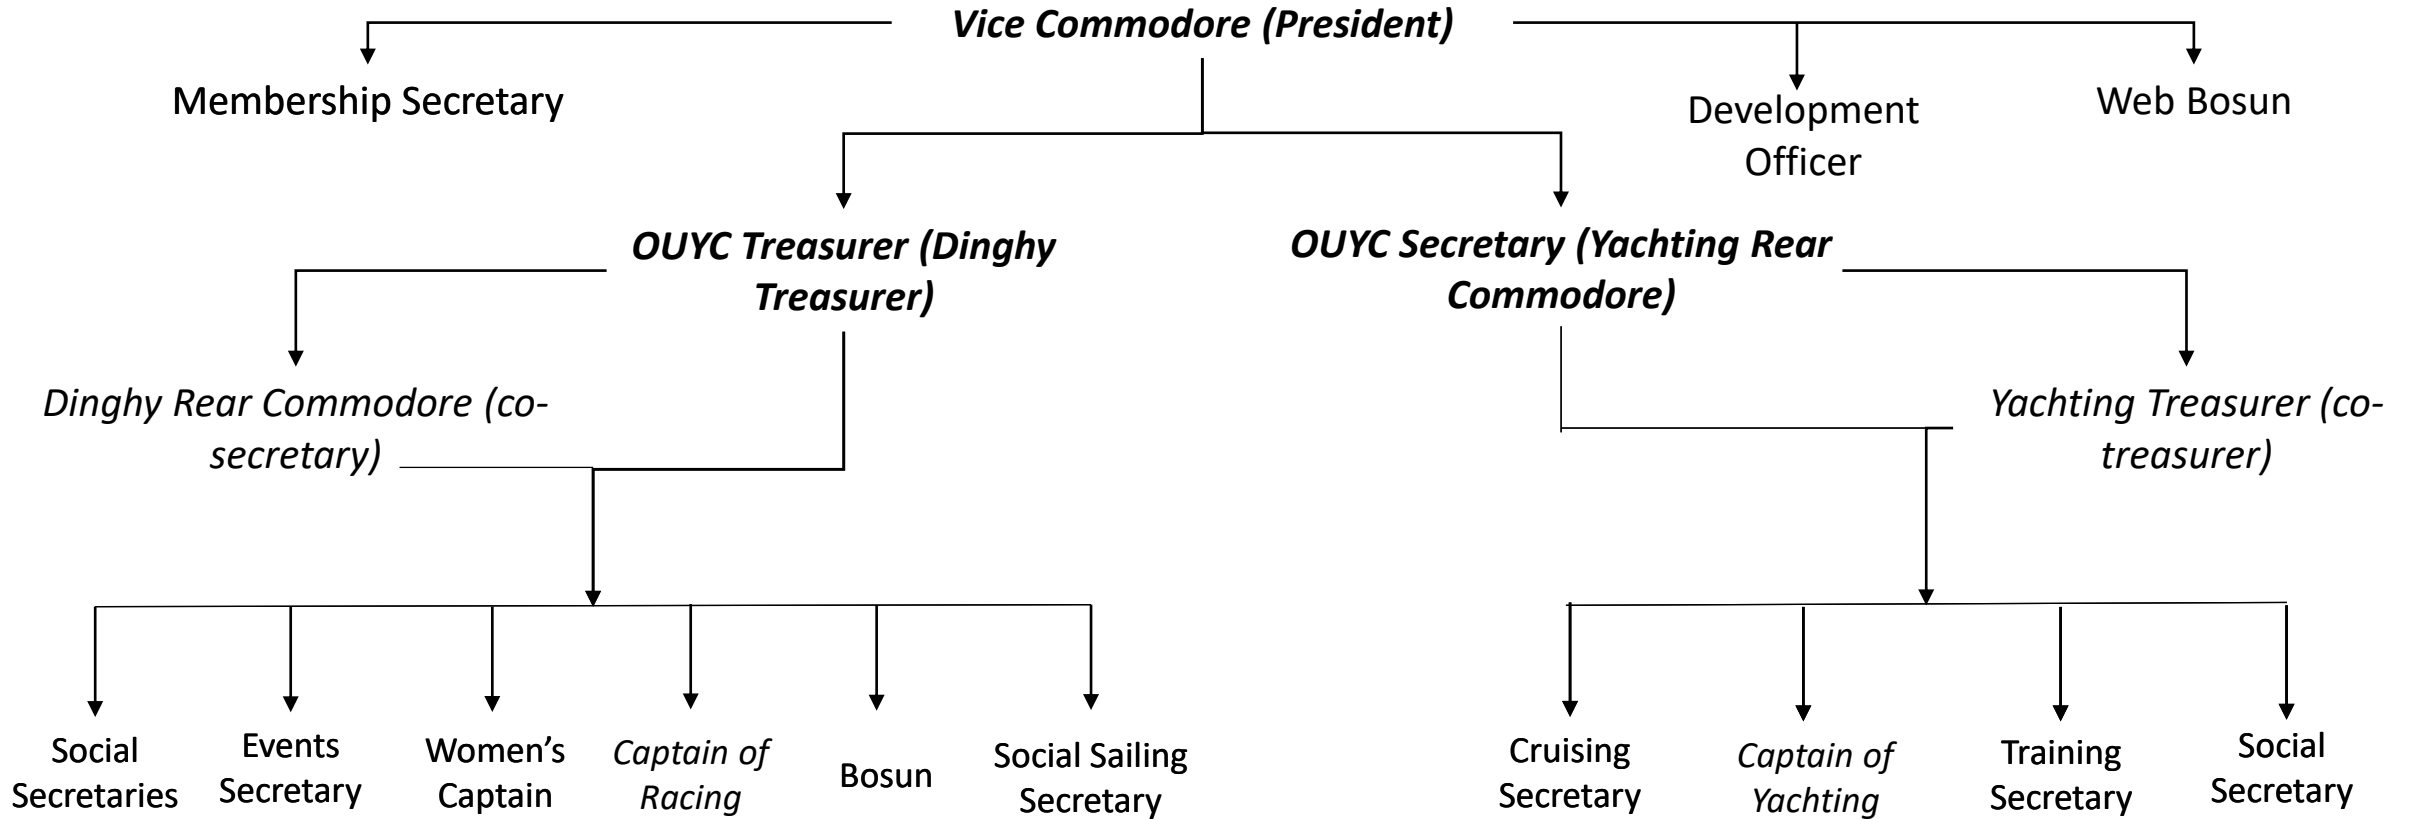 Vice Commodore (President)
Membership Secretary
Development
Officer
Web Bosun
OUYC Treasurer (Dinghy
Treasurer)
OUYC Secretary (Yachting Rear
Commodore)
Dinghy Rear Commodore (co-
secretary)
Yachting Treasurer (co-
treasurer)
Social
Secretaries
Events
Secretary
Women’s
Captain
Captain of
Racing
Bosun
Social Sailing
Secretary
Cruising
Secretary
Captain of
Yachting
Training
Secretary
Social
Secretary